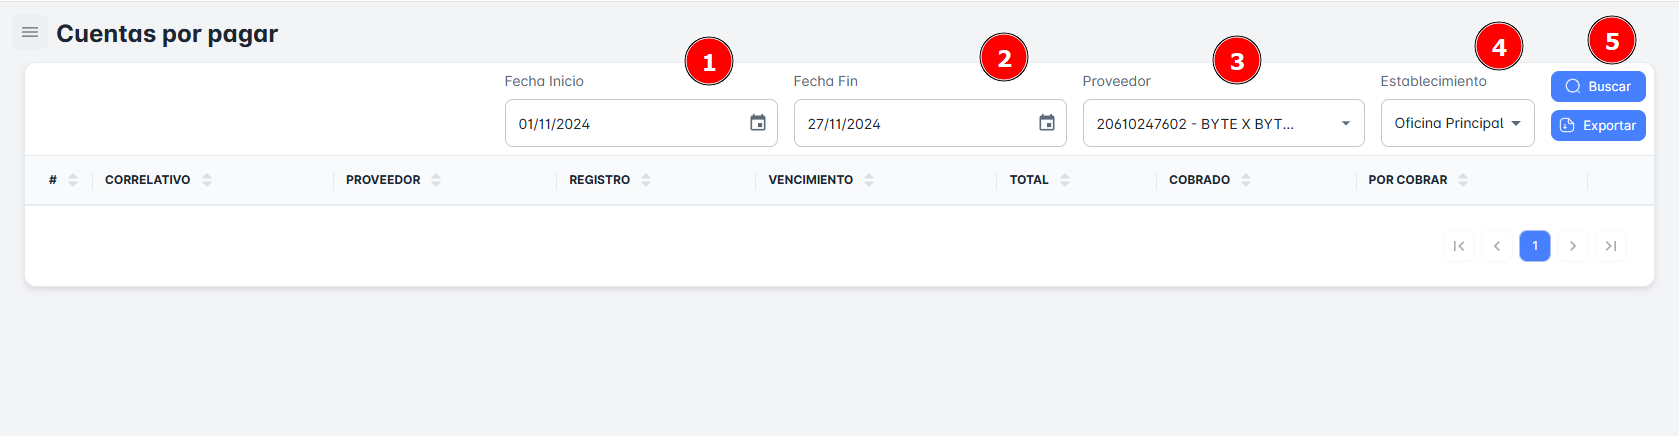 Cuentas por pagar
1
2
3
4
5
Fecha Inicio
Fecha Fin
Proveedor
Establecimiento
Buscar
01/11/2024
27/11/2024
20610247602 - BYTE X BYT...
Oficina Principal
Exportar
# CORRELATIVO PROVEEDOR REGISTRO VENCIMIENTO TOTAL COBRADO POR COBRAR
1